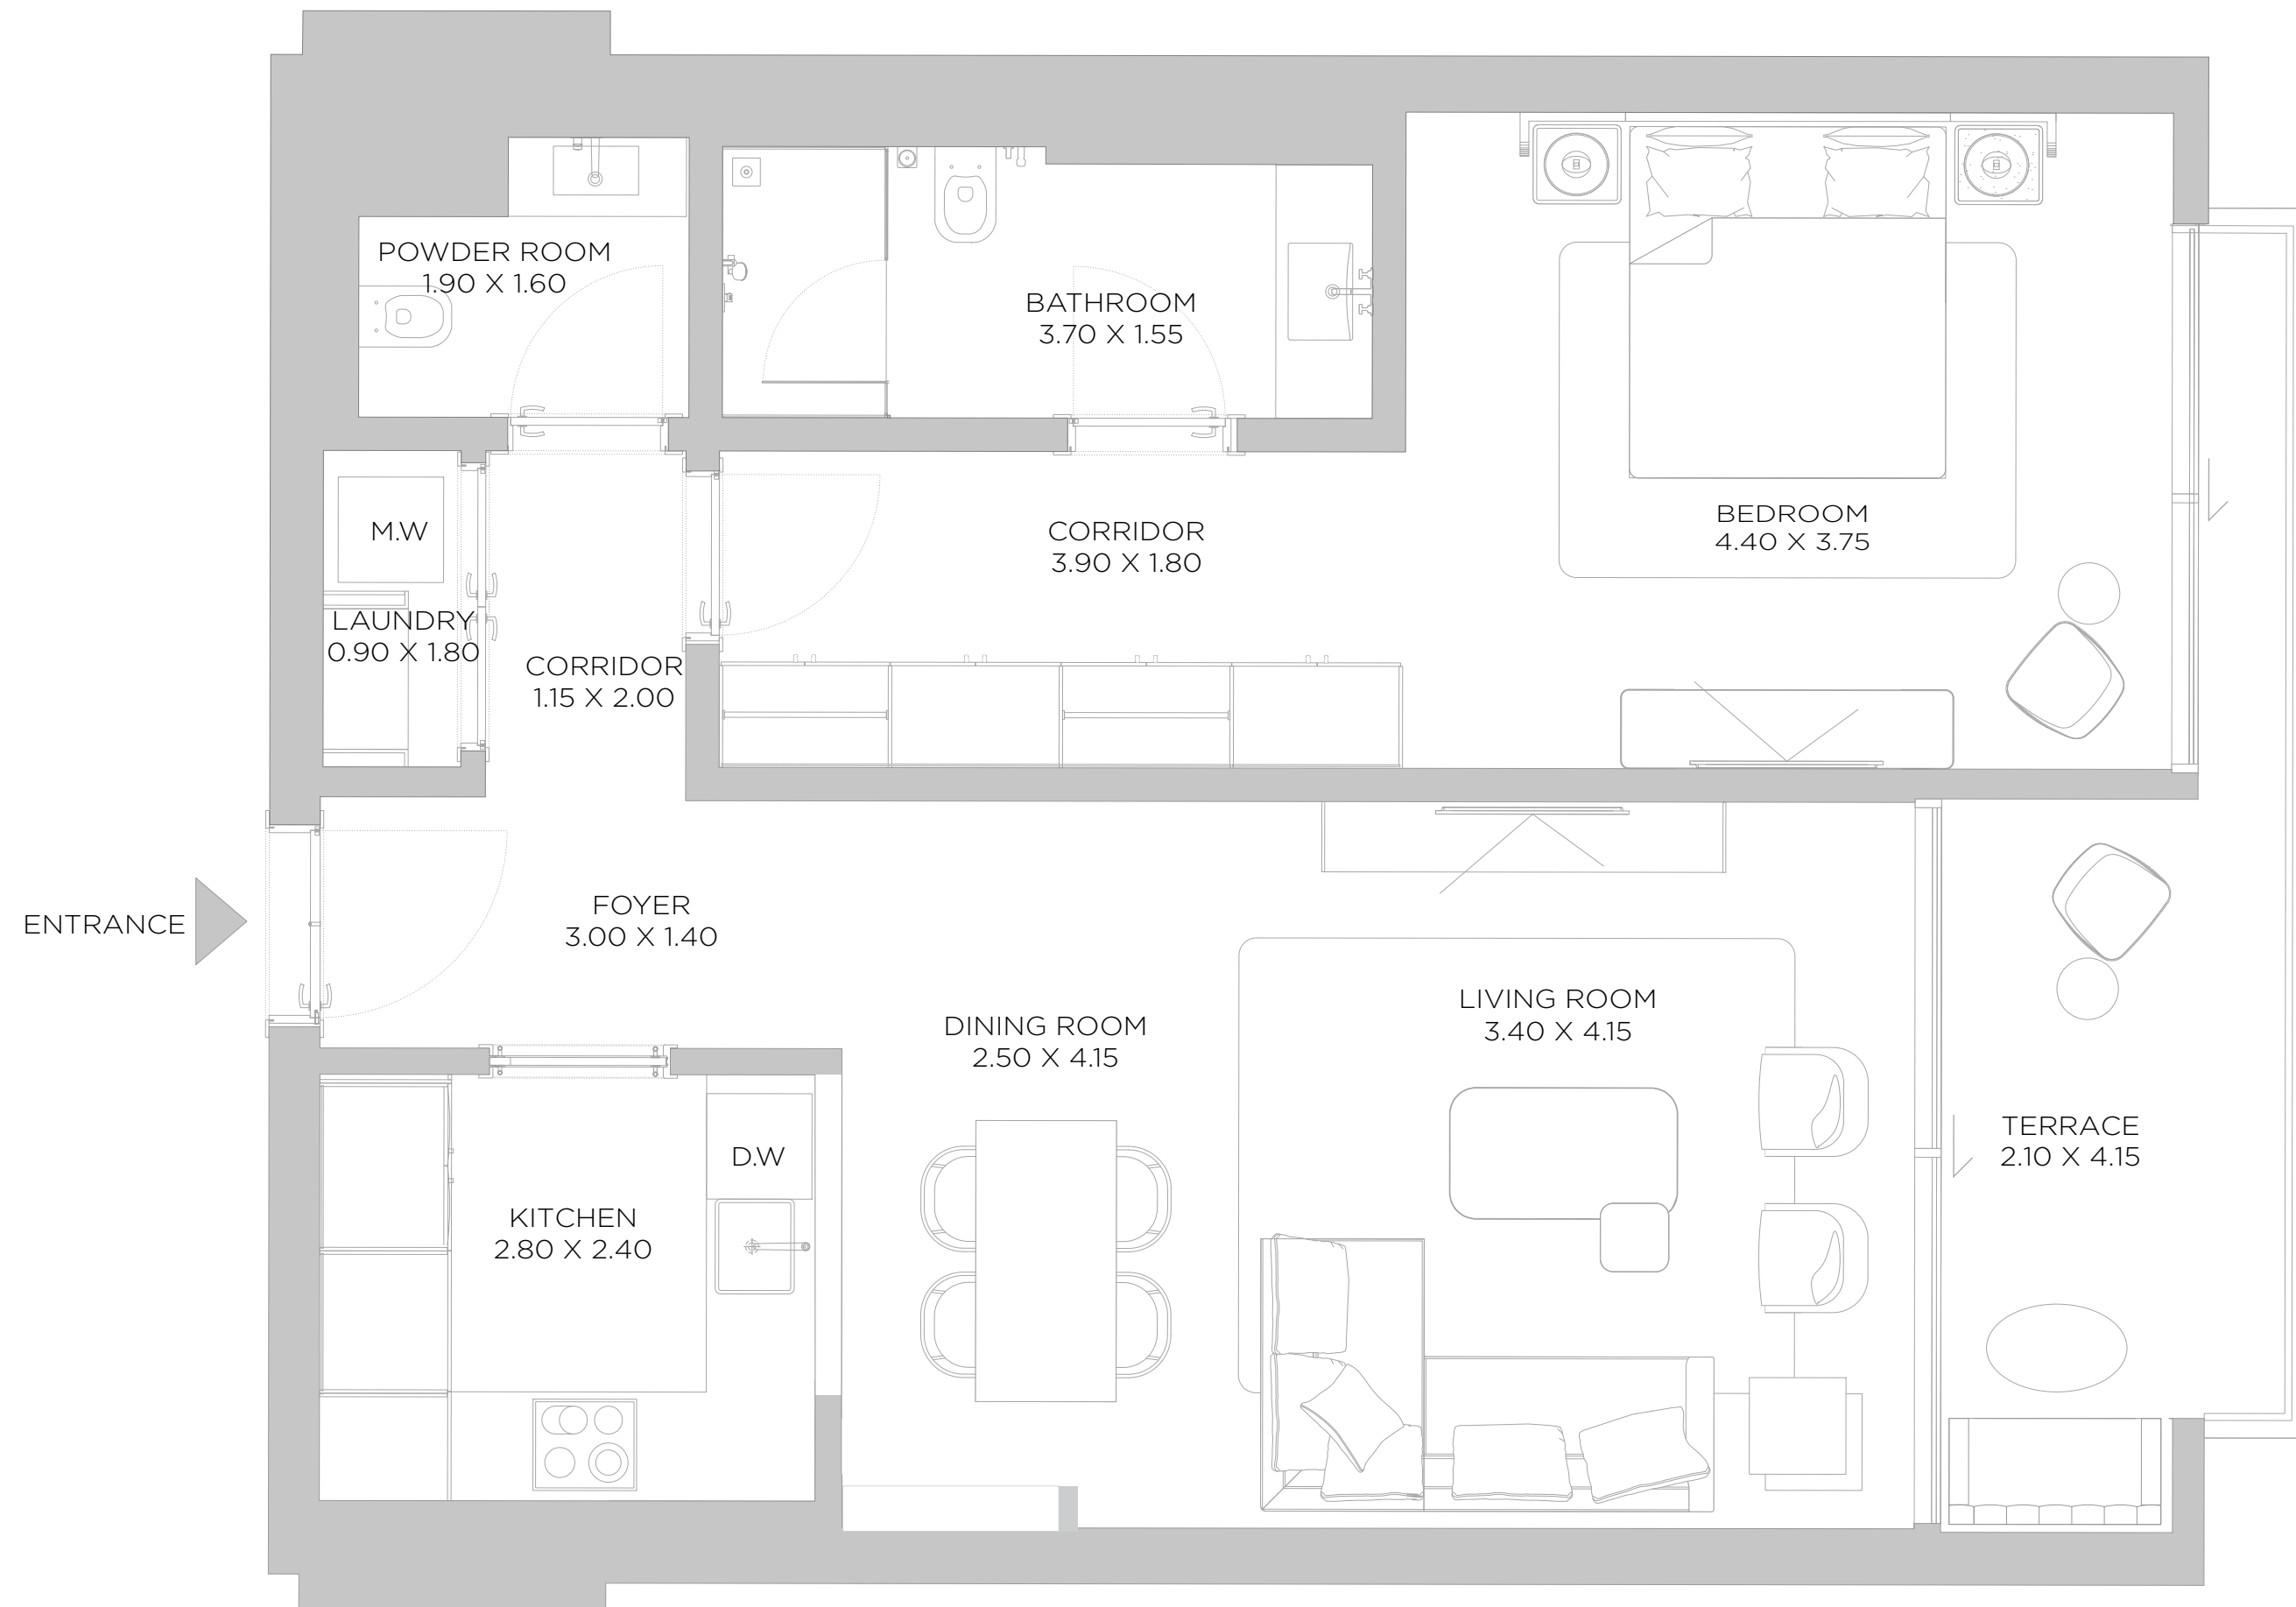 POWDER ROOM
1.90 X 1.60
BATHROOM
3.70 X 1.55
M.W
LAUNDRY
0.90 X 1.80
CORRIDOR
1.15 X 2.00
CORRIDOR
3.90 X 1.80
BEDROOM
4.40 X 3.75
ENTRANCE
FOYER
3.00 X 1.40
DINING ROOM
2.50 X 4.15
LIVING ROOM
3.40 X 4.15
TERRACE
2.10 X 4.15
D.W
KITCHEN
2.80 X 2.40